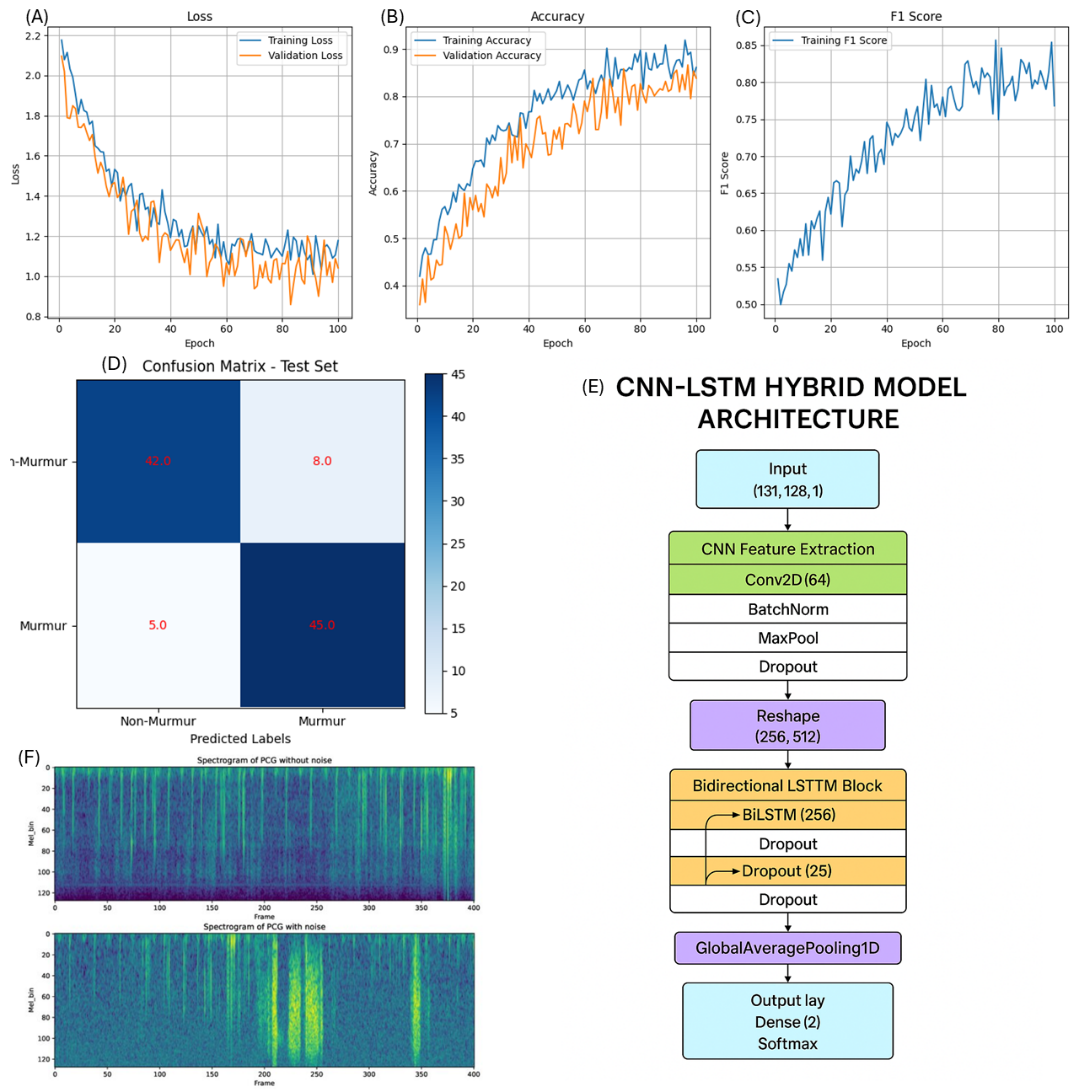 (A)
Loss
Training Loss
Validation Loss
2.2
2.0
1.8
1.6
1.4
1.2
1.0
0.8
Loss
0 20 40 60 80 100
Epoch
(B)
Accuracy
Training Accuracy
Validation Accuracy
0.9
0.8
0.7
0.6
0.5
0.4
Accuracy
0 20 40 60 80 100
Epoch
(C)
F1 Score
Training F1 Score
0.85
0.80
0.75
0.70
0.65
0.60
0.55
0.50
F1 Score
0 20 40 60 80 100
Epoch
(D)
Confusion Matrix - Test Set
n-Murmur
42.0 8.0
Murmur
5.0 45.0
Non-Murmur Murmur
Predicted Labels
45
40
35
30
25
20
15
10
5
(E)
CNN-LSTM HYBRID MODEL
ARCHITECTURE
Input
(131, 128, 1)
CNN Feature Extraction
Conv2D (64)
BatchNorm
MaxPool
Dropout
Reshape
(256, 512)
Bidirectional LSTTM Block
BiLSTM (256)
Dropout
Dropout (25)
Dropout
GlobalAveragePooling1D
Output lay
Dense (2)
Softmax
(F)
Spectrogram of PCG without noise
0
20
40
60
80
100
120
Mel_bin
0 50 100 150 200 250 300 350 400
Frame
Spectrogram of PCG with noise
0
20
40
60
80
100
120
Mel_bin
0 50 100 150 200 250 300 350 400
Frame